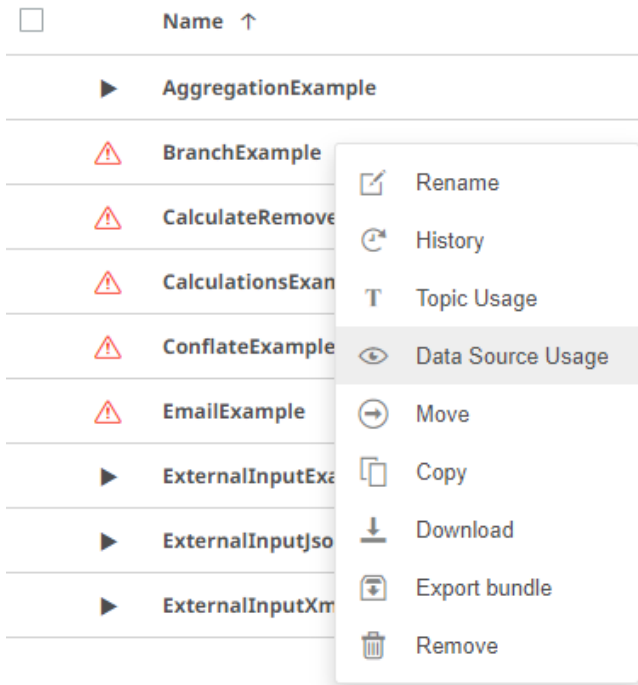 Name ↑
AggregationExample
BranchExample
CalculateRemove
CalculationsExam
ConflateExample
EmailExample
ExternalInputExa
ExternalInputJso
ExternalInputXm
Rename
History
T Topic Usage
Data Source Usage
Move
Copy
Download
Export bundle
Remove